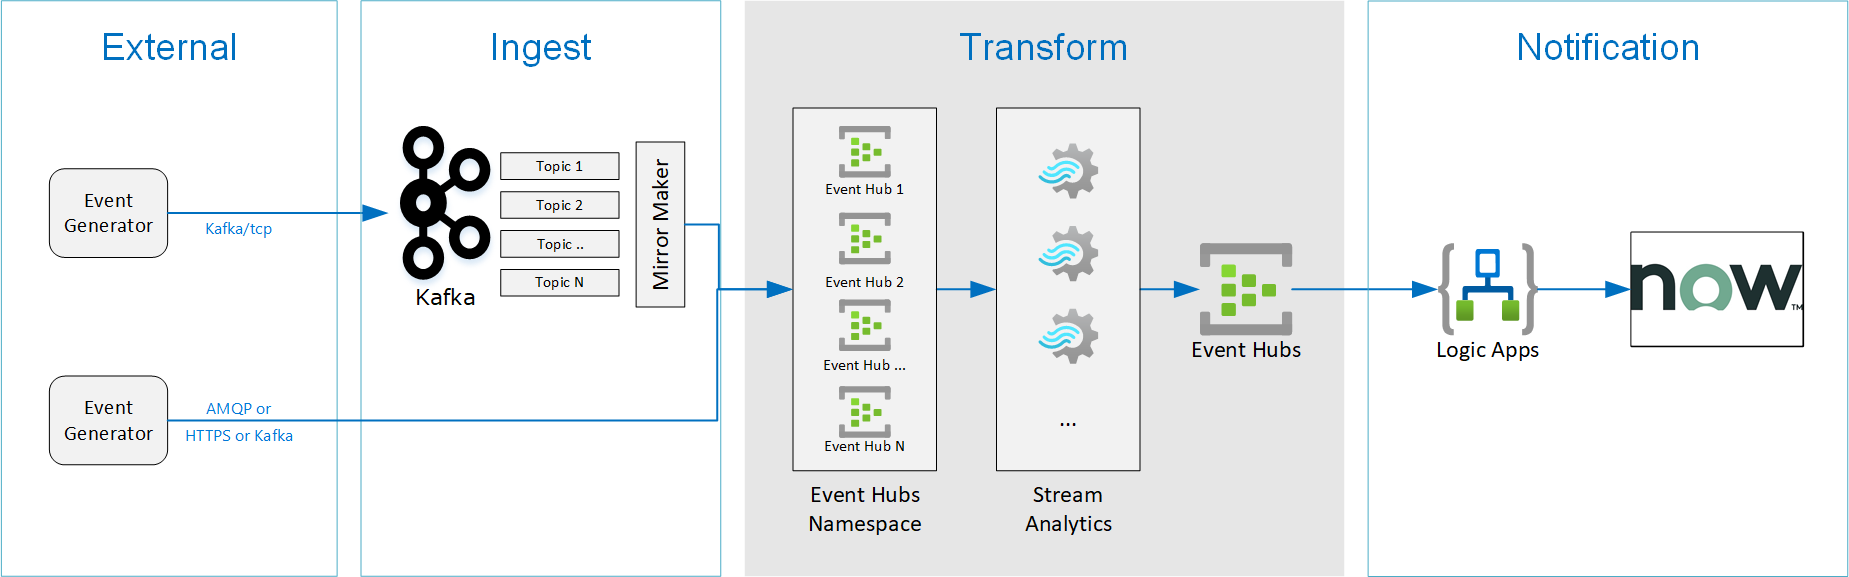 External
Ingest
Transform
Notification
Event
Generator
Kafka/tcp
Kafka
Topic 1
Topic 2
Topic ..
Topic N
Mirror Maker
Event
Generator
AMQP or
HTTPS or Kafka
Event Hub 1
Event Hub 2
Event Hub ...
Event Hub N
Event Hubs
Namespace
...
Stream
Analytics
Event Hubs
Logic Apps
now™